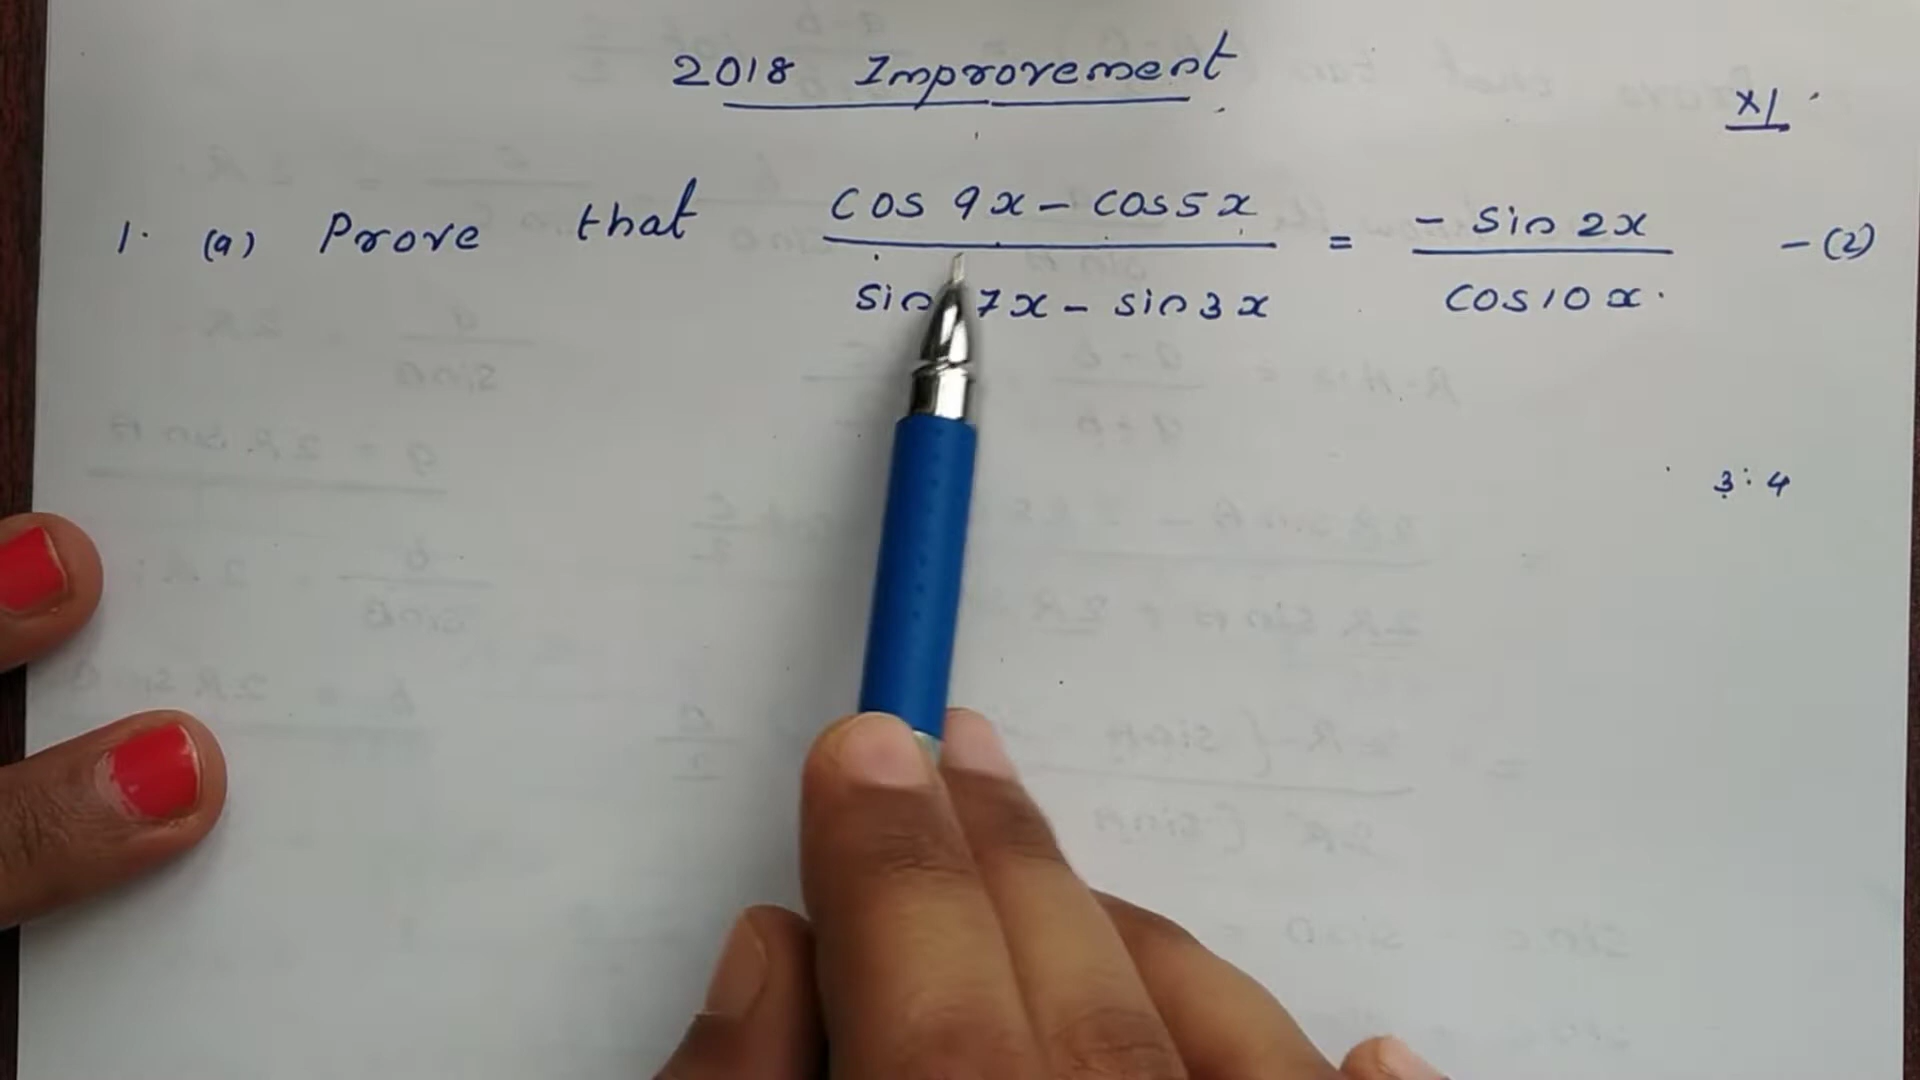 2018 Improvement
XI
1. (a) Prove that cos 9x - cos 5x / sin 7x - sin 3x = - sin 2x / cos 10x. - (2)
3:4